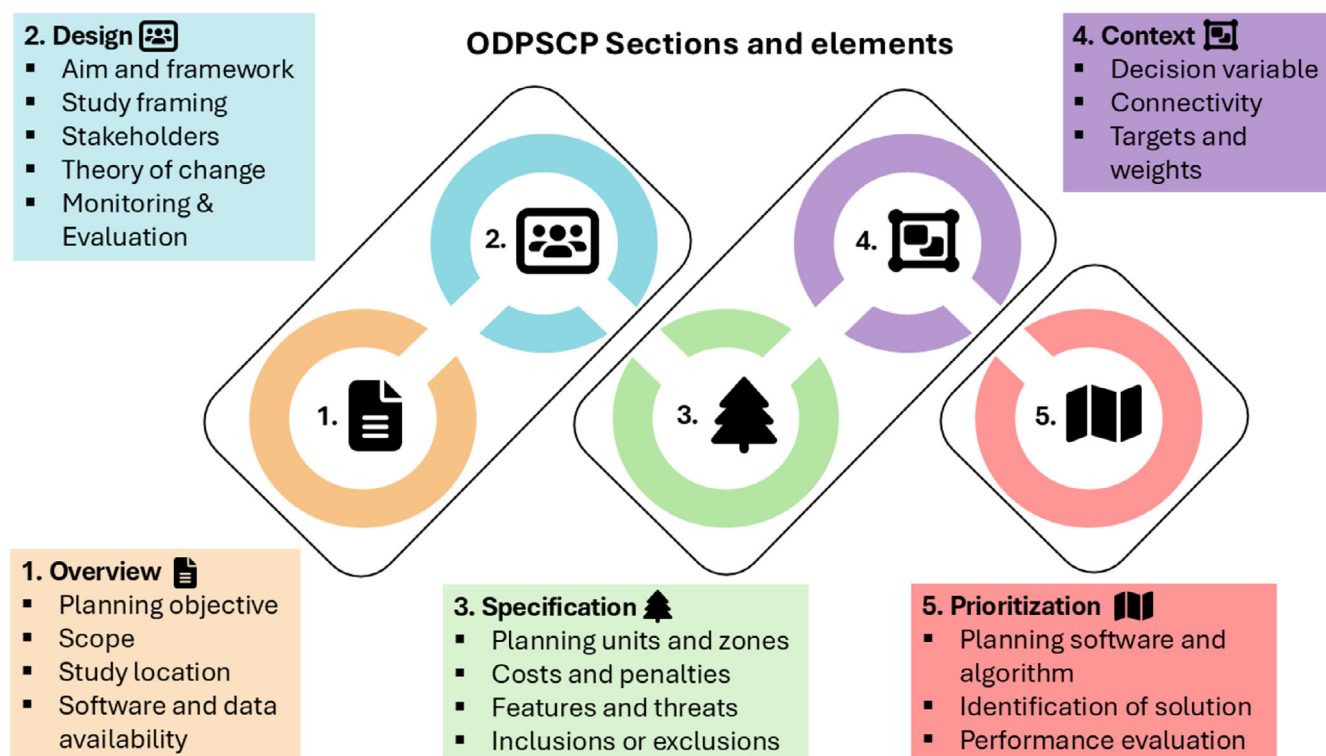 ODPSCP Sections and elements
2. Design
▪ Aim and framework
▪ Study framing
▪ Stakeholders
▪ Theory of change
▪ Monitoring &
Evaluation
4. Context
▪ Decision variable
▪ Connectivity
▪ Targets and
weights
2.
4.
1.
3.
5.
1. Overview
▪ Planning objective
▪ Scope
▪ Study location
▪ Software and data
availability
3. Specification
▪ Planning units and zones
▪ Costs and penalties
▪ Features and threats
▪ Inclusions or exclusions
5. Prioritization
▪ Planning software and
algorithm
▪ Identification of solution
▪ Performance evaluation